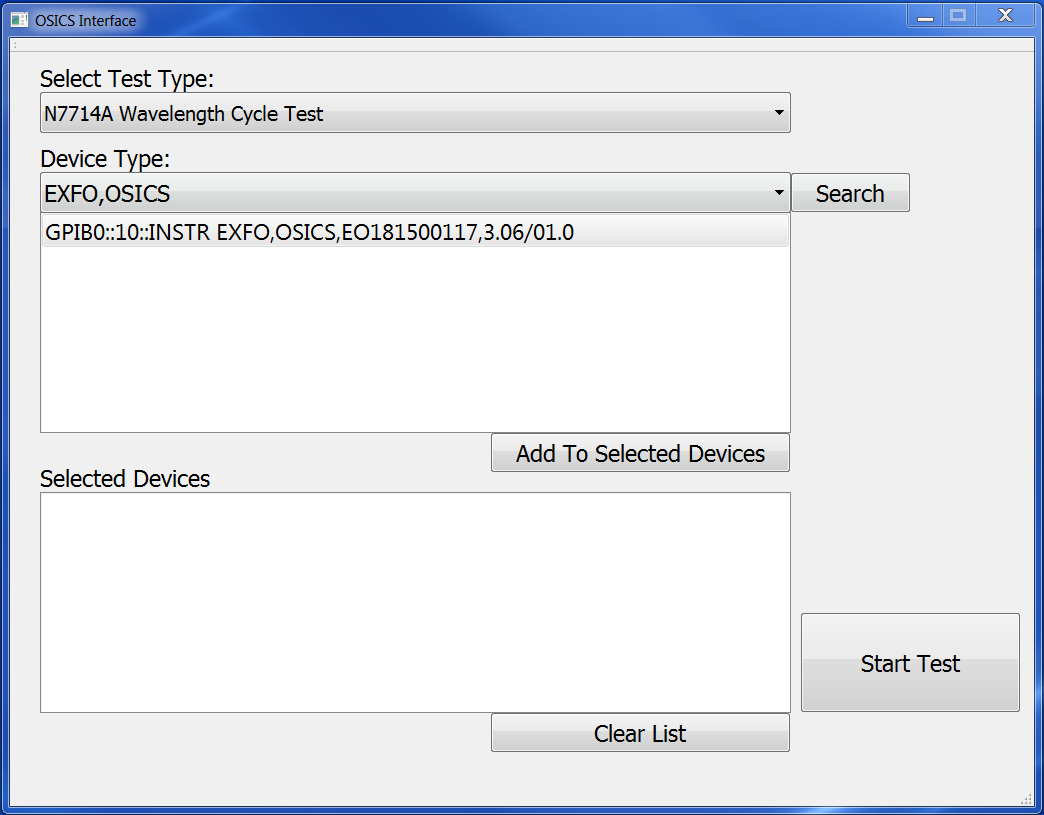 OSICS Interface
Select Test Type:
N7714A Wavelength Cycle Test
Device Type:
EXFO,OSICS
Search
GPIB0::10::INSTR EXFO,OSICS,EO181500117,3.06/01.0
Add To Selected Devices
Selected Devices
Start Test
Clear List